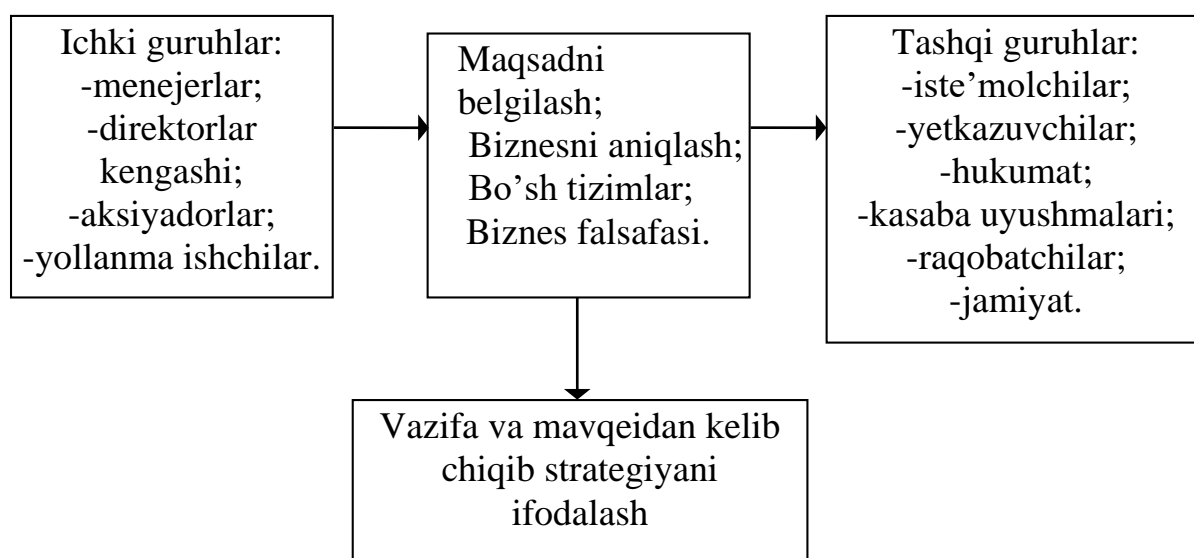 Ichki guruhlar:
-menejerlar;
-direktorlar
kengashi;
-aksiyadorlar;
-yollanma ishchilar.
Maqsadni
belgilash;
Biznesni aniqlash;
Bo’sh tizimlar;
Biznes falsafasi.
Tashqi guruhlar:
-iste’molchilar;
-yetkazuvchilar;
-hukumat;
-kasaba uyushmalari;
-raqobatchilar;
-jamiyat.
Vazifa va mavqeidan kelib
chiqib strategiyani
ifodalash